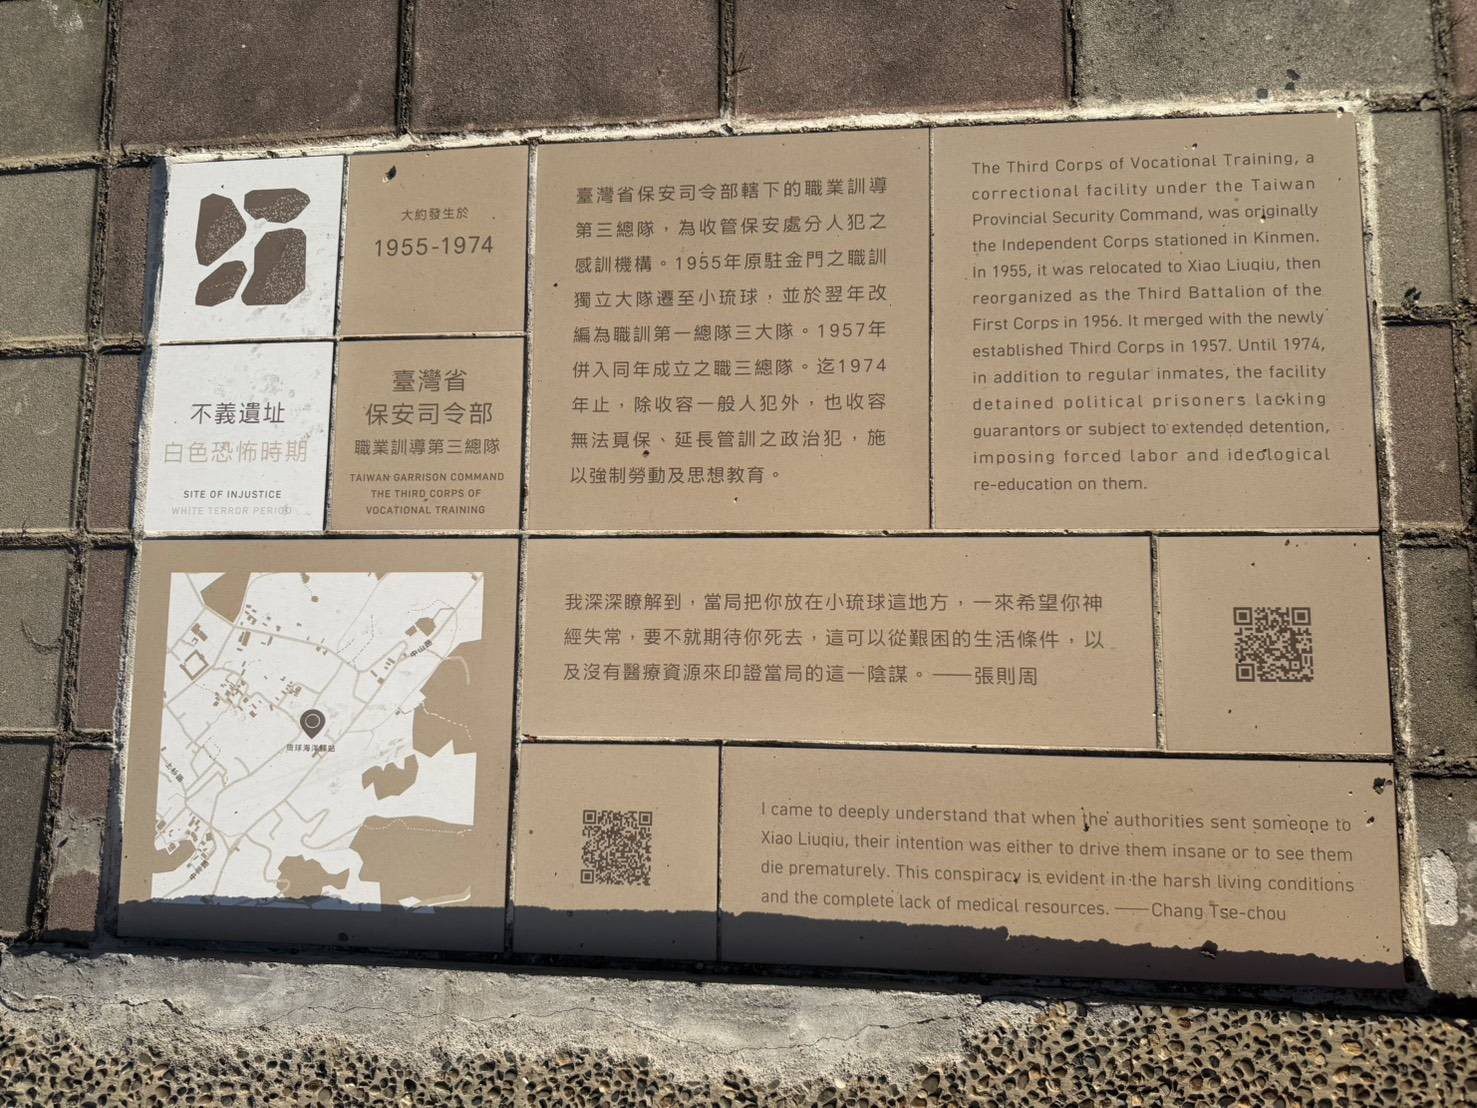 大約發生於
1955-1974
不義遺址
白色恐怖時期
SITE OF INJUSTICE
WHITE TERROR PERIOD
臺灣省
保安司令部
職業訓導第三總隊
TAIWAN GARRISON COMMAND
THE THIRD CORPS OF
VOCATIONAL TRAINING
臺灣省保安司令部轄下的職業訓導
第三總隊，為收管保安處分人犯之
感訓機構。1955年原駐金門之職訓
獨立大隊遷至小琉球，並於翌年改
編為職訓第一總隊三大隊。1957年
併入同年成立之職三總隊。迄1974
年止，除收容一般人犯外，也收容
無法覓保、延長管訓之政治犯，施
以強制勞動及思想教育。
The Third Corps of Vocational Training, a
correctional facility under the Taiwan
Provincial Security Command, was originally
the Independent Corps stationed in Kinmen.
In 1955, it was relocated to Xiao Liuqiu, then
reorganized as the Third Battalion of the
First Corps in 1956. It merged with the newly
established Third Corps in 1957. Until 1974,
in addition to regular inmates, the facility
detained political prisoners lacking
guarantors or subject to extended detention,
imposing forced labor and ideological
re-education on them.
中山路
琉球海洋驛站
我深深瞭解到，當局把你放在小琉球這地方，一來希望你神
經失常，要不就期待你死去，這可以從艱困的生活條件，以
及沒有醫療資源來印證當局的這一陰謀。——張則周
I came to deeply understand that when the authorities sent someone to
Xiao Liuqiu, their intention was either to drive them insane or to see them
die prematurely. This conspiracy is evident in the harsh living conditions
and the complete lack of medical resources. ——Chang Tse-chou